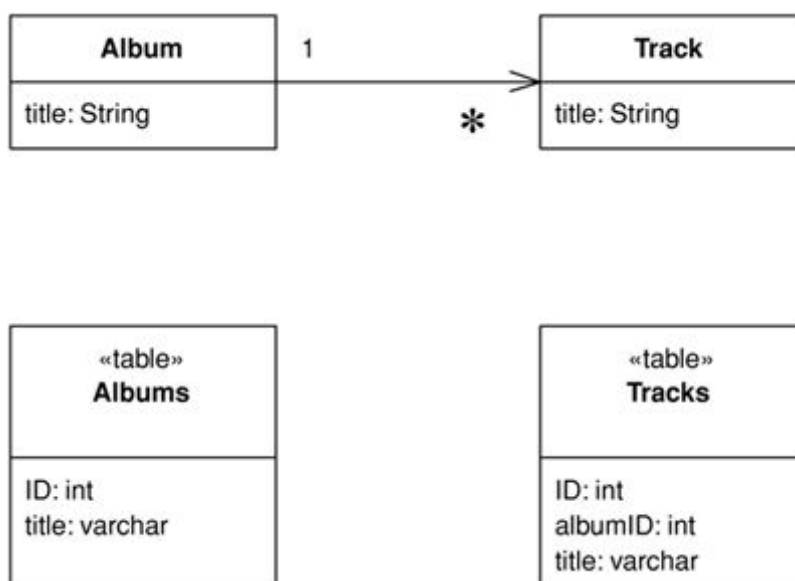 Album
1
Track
title: String
*
title: String
«table»
Albums
«table»
Tracks
ID: int
title: varchar
ID: int
albumID: int
title: varchar